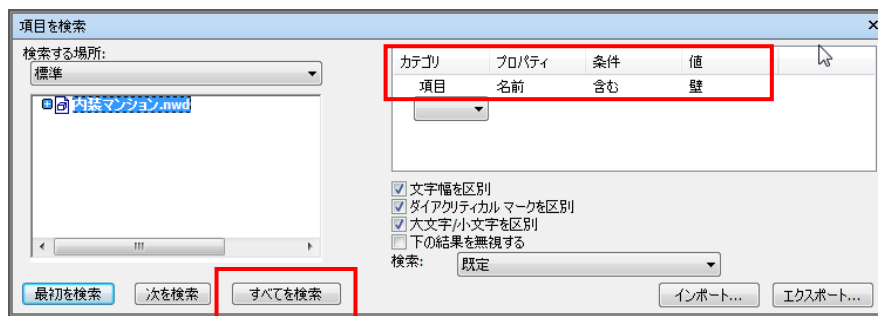 項目を検索
検索する場所:
標準
内装マンション.nwd
カテゴリ プロパティ 条件 値
項目 名前 含む 壁
文字幅を区別
ダイアクリティカル マークを区別
大文字/小文字を区別
下の結果を無視する
検索: 既定
最初を検索 次を検索 すべてを検索 インポート... エクスポート...